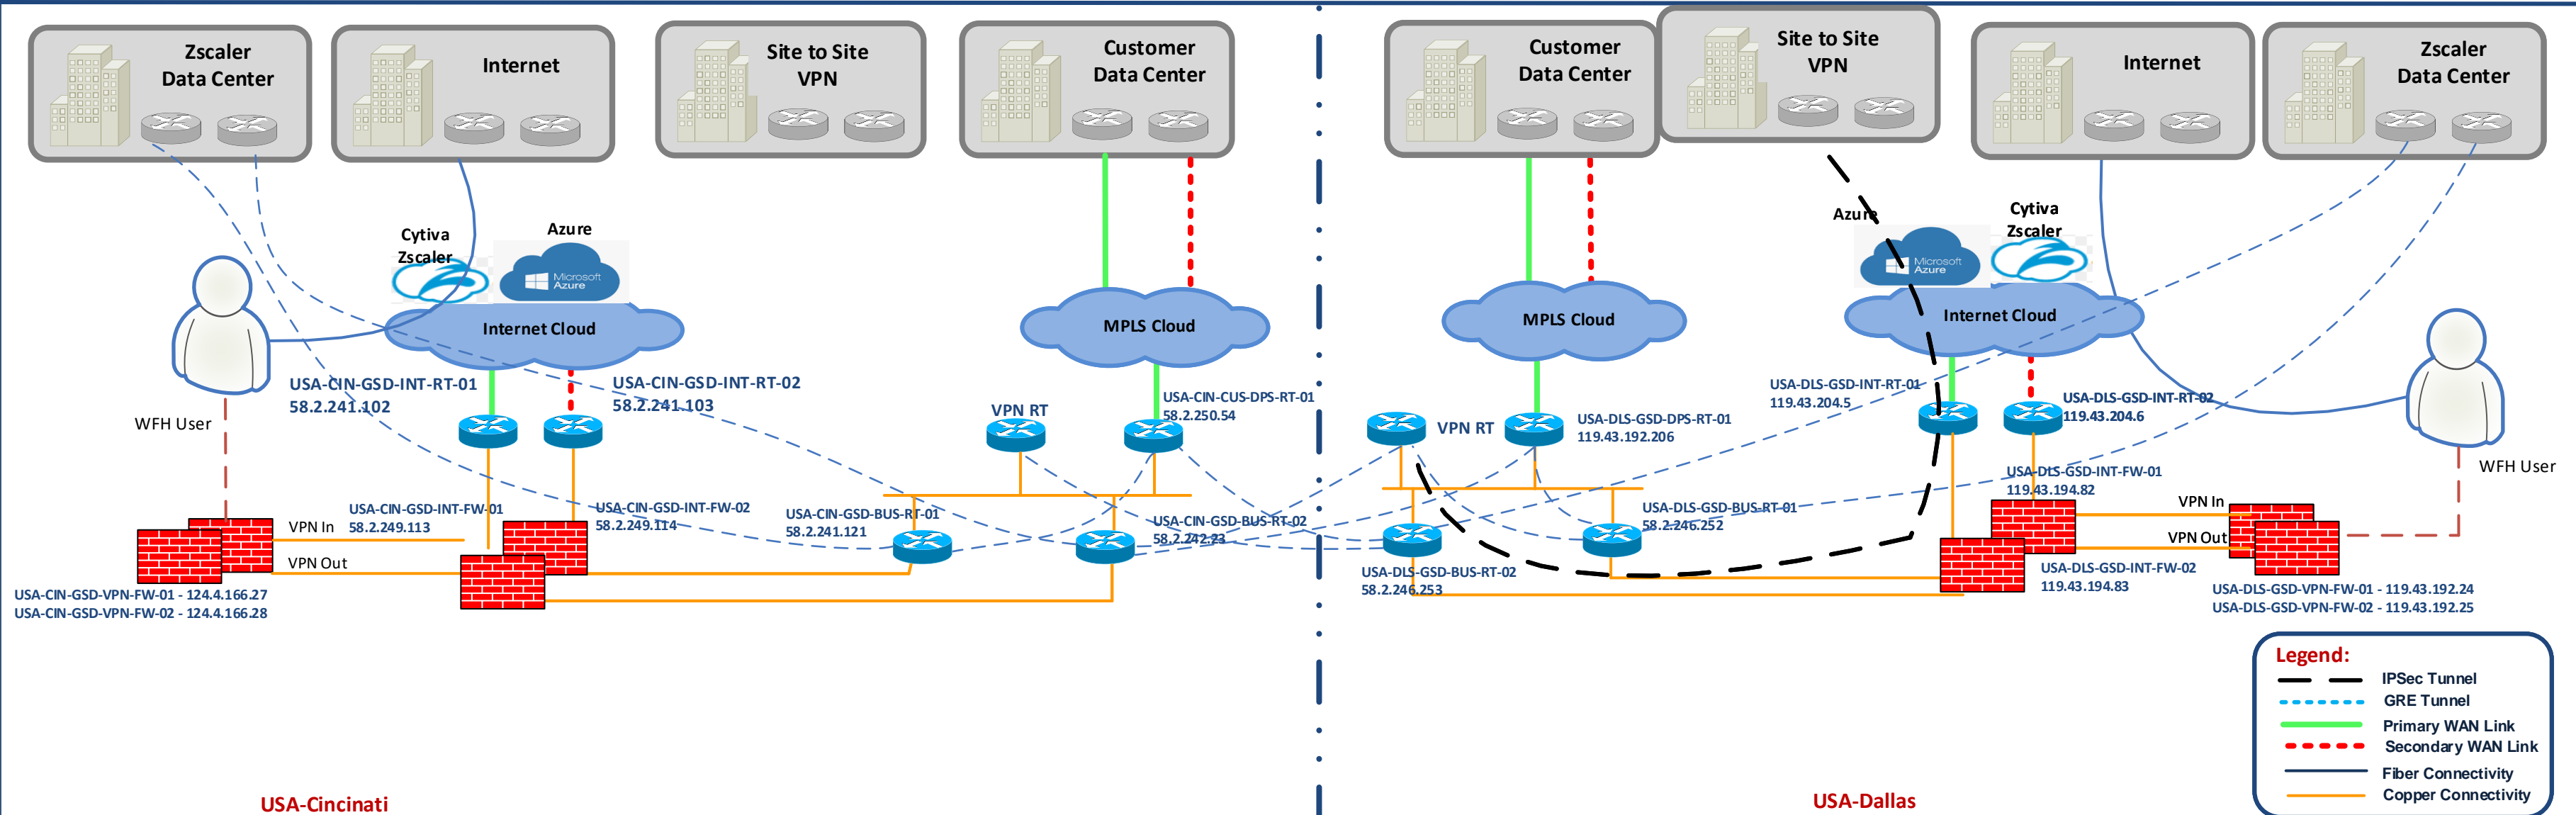 Zscaler
Data Center
Internet
Site to Site
VPN
Customer
Data Center
Customer
Data Center
Site to Site
VPN
Internet
Zscaler
Data Center
Cytiva
Zscaler
Azure
Microsoft
Azure
Internet Cloud
MPLS Cloud
MPLS Cloud
Azure
Microsoft
Azure
Cytiva
Zscaler
Internet Cloud
WFH User
USA-CIN-GSD-INT-RT-01
58.2.241.102
USA-CIN-GSD-INT-RT-02
58.2.241.103
VPN RT
USA-CIN-CUS-DPS-RT-01
58.2.250.54
VPN RT
USA-DLS-GSD-DPS-RT-01
119.43.192.206
USA-DLS-GSD-INT-RT-01
119.43.204.5
USA-DLS-GSD-INT-RT-02
119.43.204.6
WFH User
VPN In
VPN Out
USA-CIN-GSD-INT-FW-01
58.2.249.113
USA-CIN-GSD-INT-FW-02
58.2.249.114
USA-CIN-GSD-BUS-RT-01
58.2.241.121
USA-CIN-GSD-BUS-RT-02
58.2.242.23
USA-DLS-GSD-BUS-RT-01
58.2.246.252
USA-DLS-GSD-BUS-RT-02
58.2.246.253
USA-DLS-GSD-INT-FW-01
119.43.194.82
USA-DLS-GSD-INT-FW-02
119.43.194.83
VPN In
VPN Out
USA-CIN-GSD-VPN-FW-01 - 124.4.166.27
USA-CIN-GSD-VPN-FW-02 - 124.4.166.28
USA-DLS-GSD-VPN-FW-01 - 119.43.192.24
USA-DLS-GSD-VPN-FW-02 - 119.43.192.25
Legend:
IPSec Tunnel
GRE Tunnel
Primary WAN Link
Secondary WAN Link
Fiber Connectivity
Copper Connectivity
USA-Cincinati
USA-Dallas